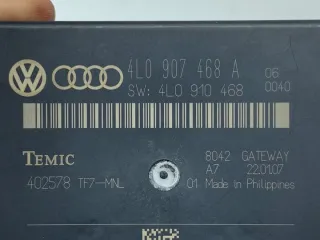 4L0 907 468 A 06
SW: 4L0 910 468 0040
TEMIC 8042 GATEWAY
A7 22.01.07
402578 TF7-MNL 01 Made in Philippines